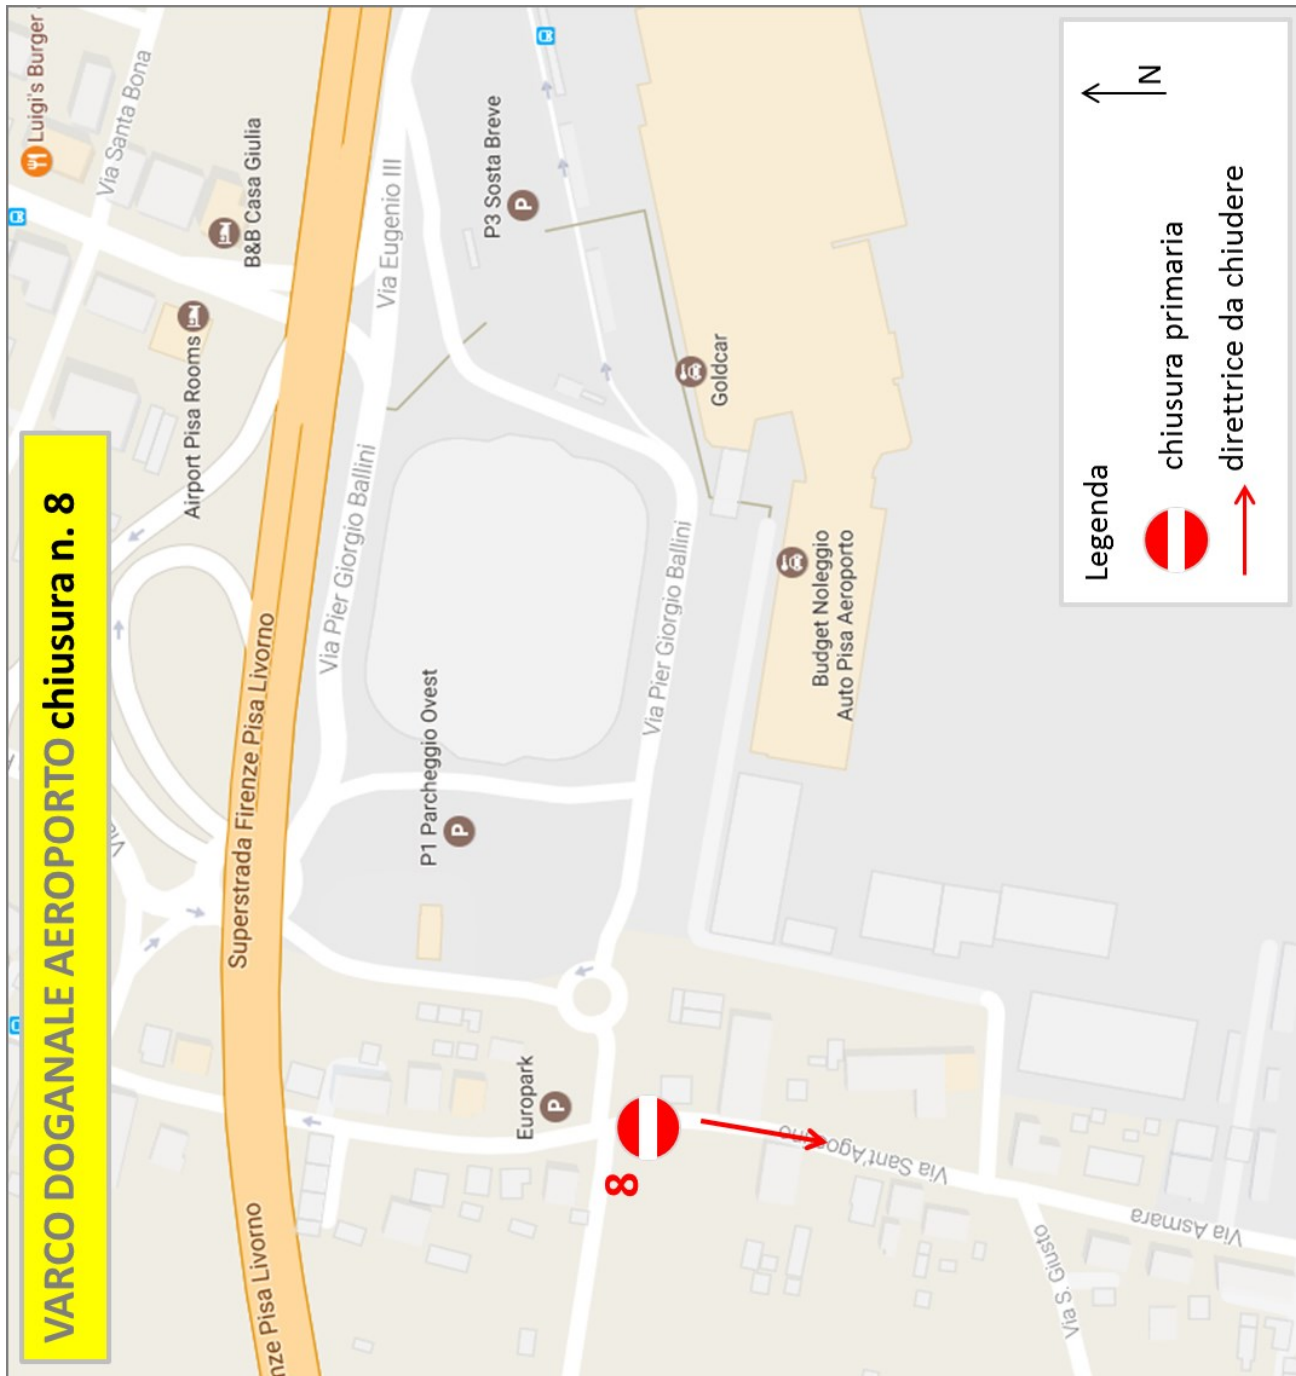 VARCO DOGANALE AEROPORTO chiusura n. 8
Luigi's Burger
Via Santa Bona
B&B Casa Giulia
Airport Pisa Rooms
Via
Superstrada Firenze Pisa Livorno
nze Pisa Livorno
Via Eugenio III
Via Pier Giorgio Ballini
P3 Sosta Breve
P
P1 Parcheggio Ovest
P
Europark
P
Goldcar
Via Pier Giorgio Ballini
8
Budget Noleggio
Auto Pisa Aeroporto
Via Sant'Agostino
Via S. Giusto
Via Asmara
Legenda
N
chiusura primaria
direttrice da chiudere